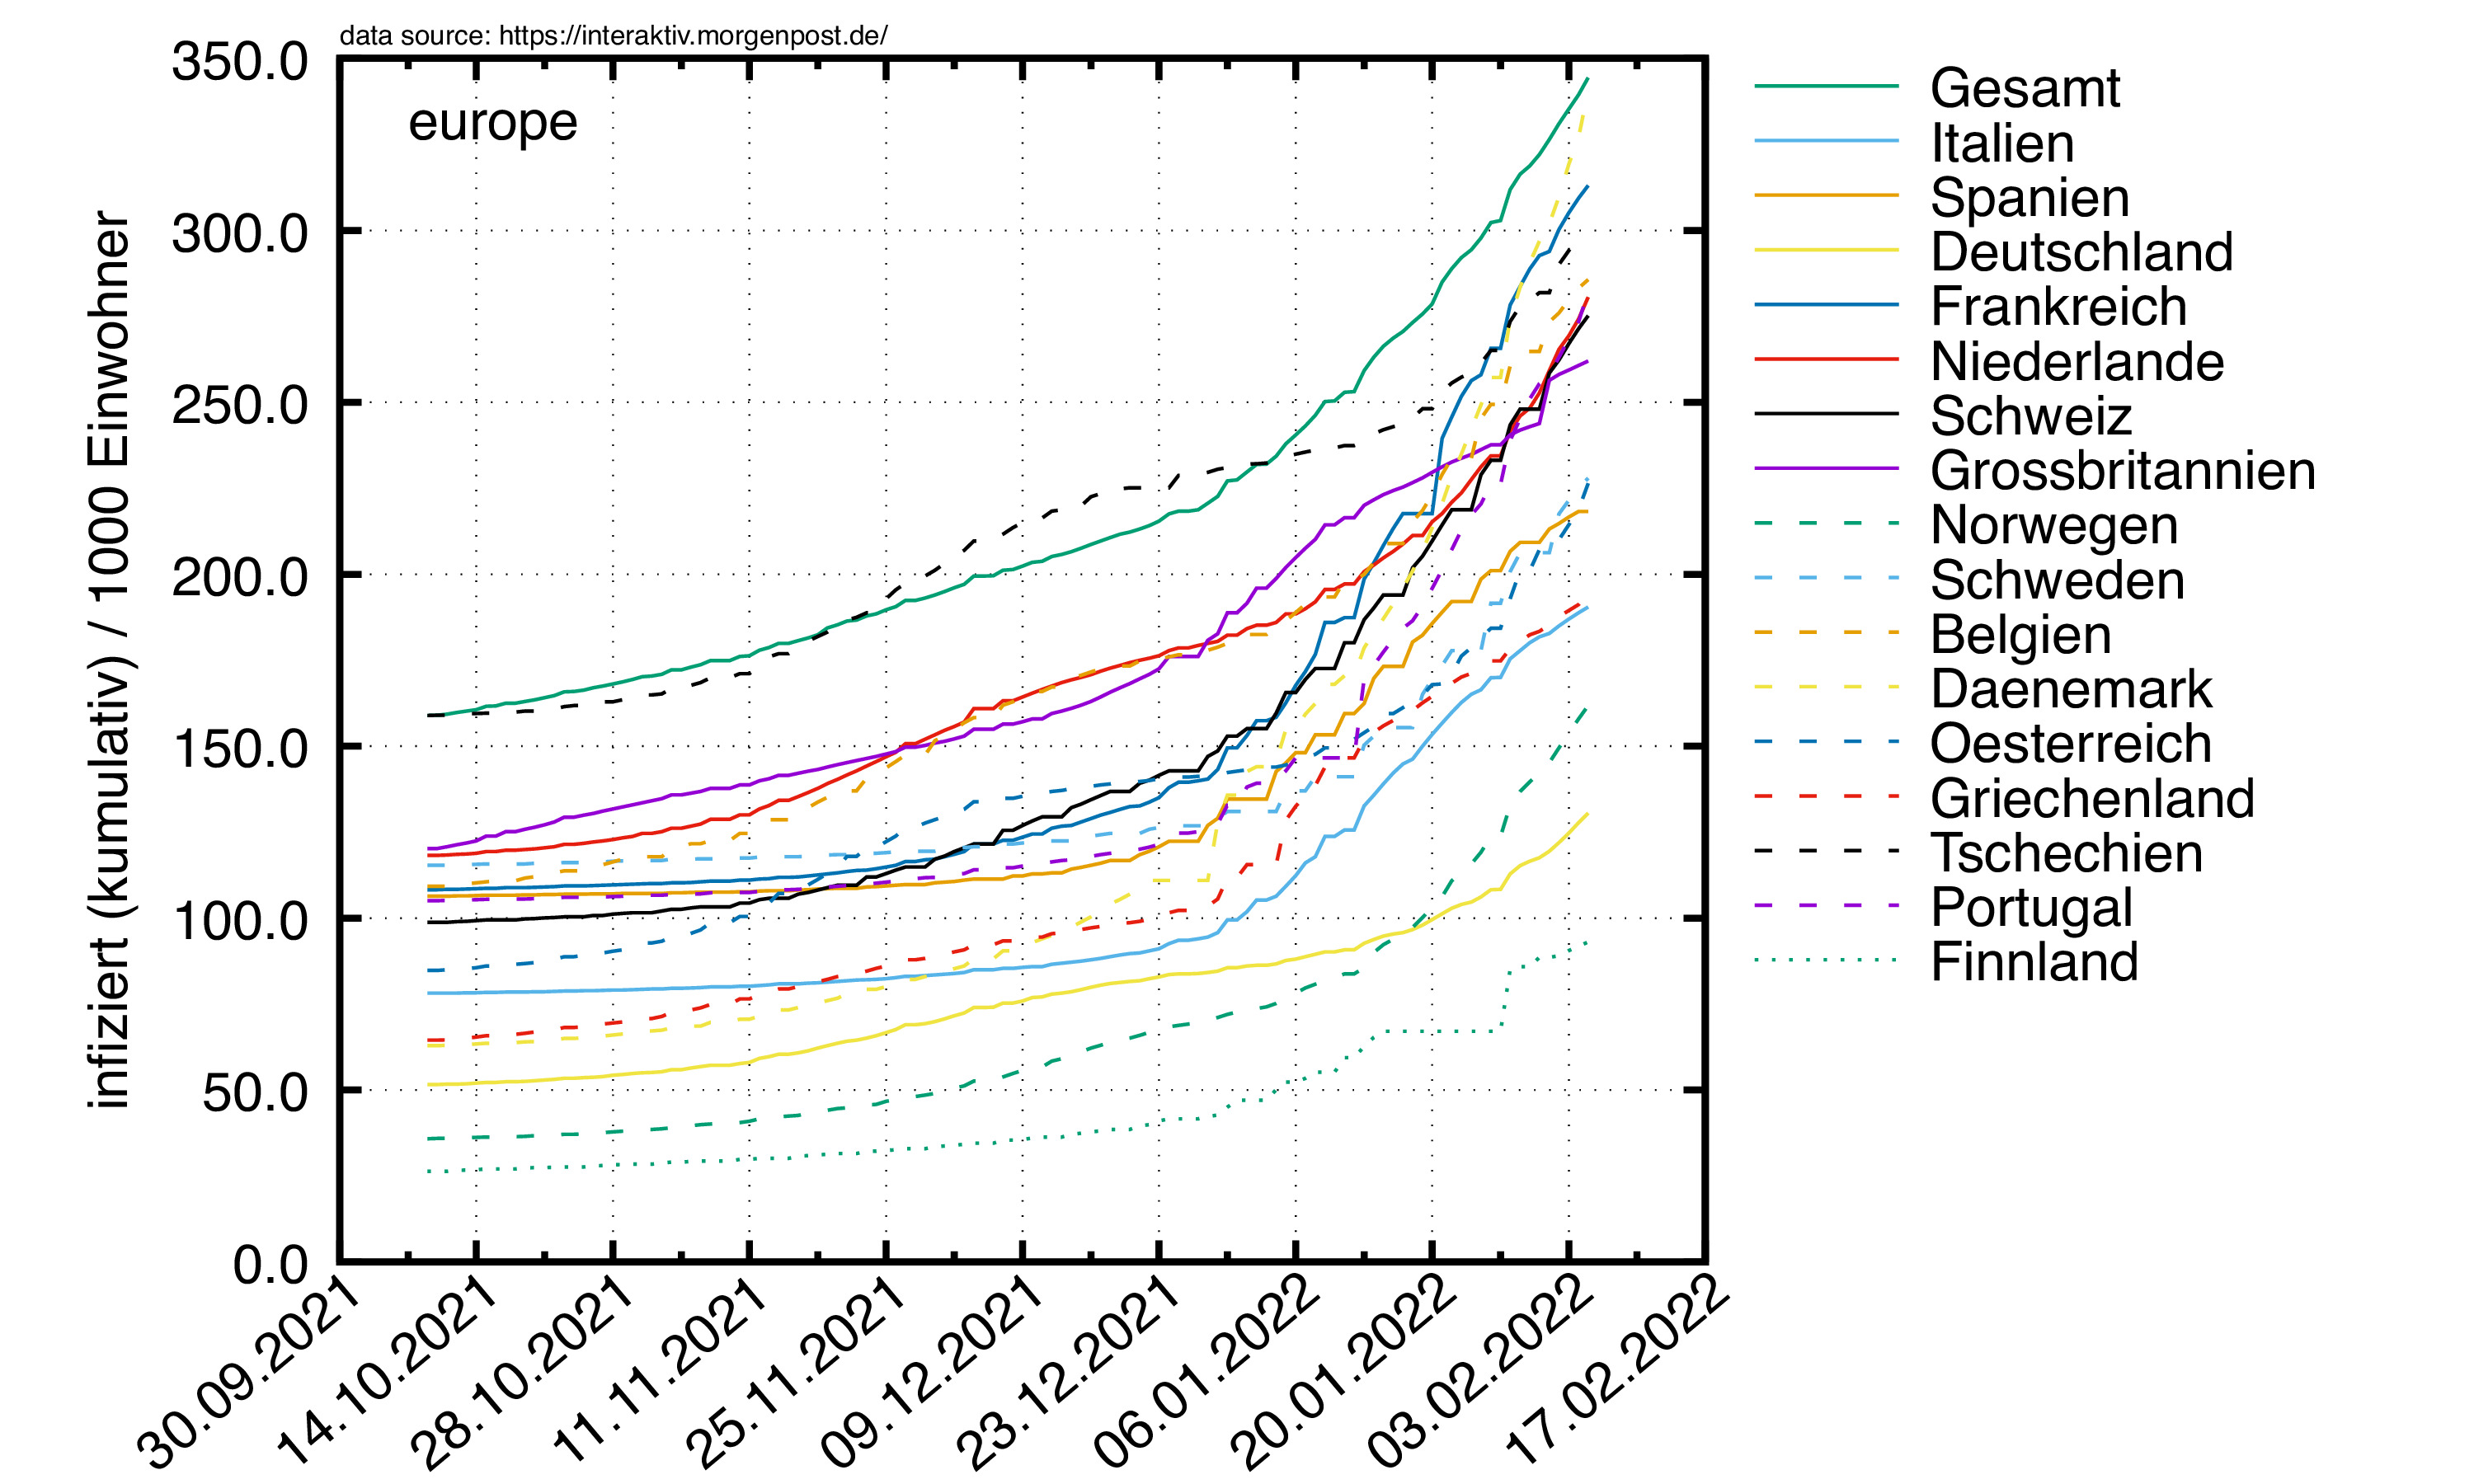 data source: https://interaktiv.morgenpost.de/
europe
infiziert (kumulativ) / 1000 Einwohner
350.0
300.0
250.0
200.0
150.0
100.0
50.0
0.0
30.09.2021
14.10.2021
28.10.2021
11.11.2021
25.11.2021
09.12.2021
23.12.2021
06.01.2022
20.01.2022
03.02.2022
17.02.2022
Gesamt
Italien
Spanien
Deutschland
Frankreich
Niederlande
Schweiz
Grossbritannien
Norwegen
Schweden
Belgien
Daenemark
Oesterreich
Griechenland
Tschechien
Portugal
Finnland